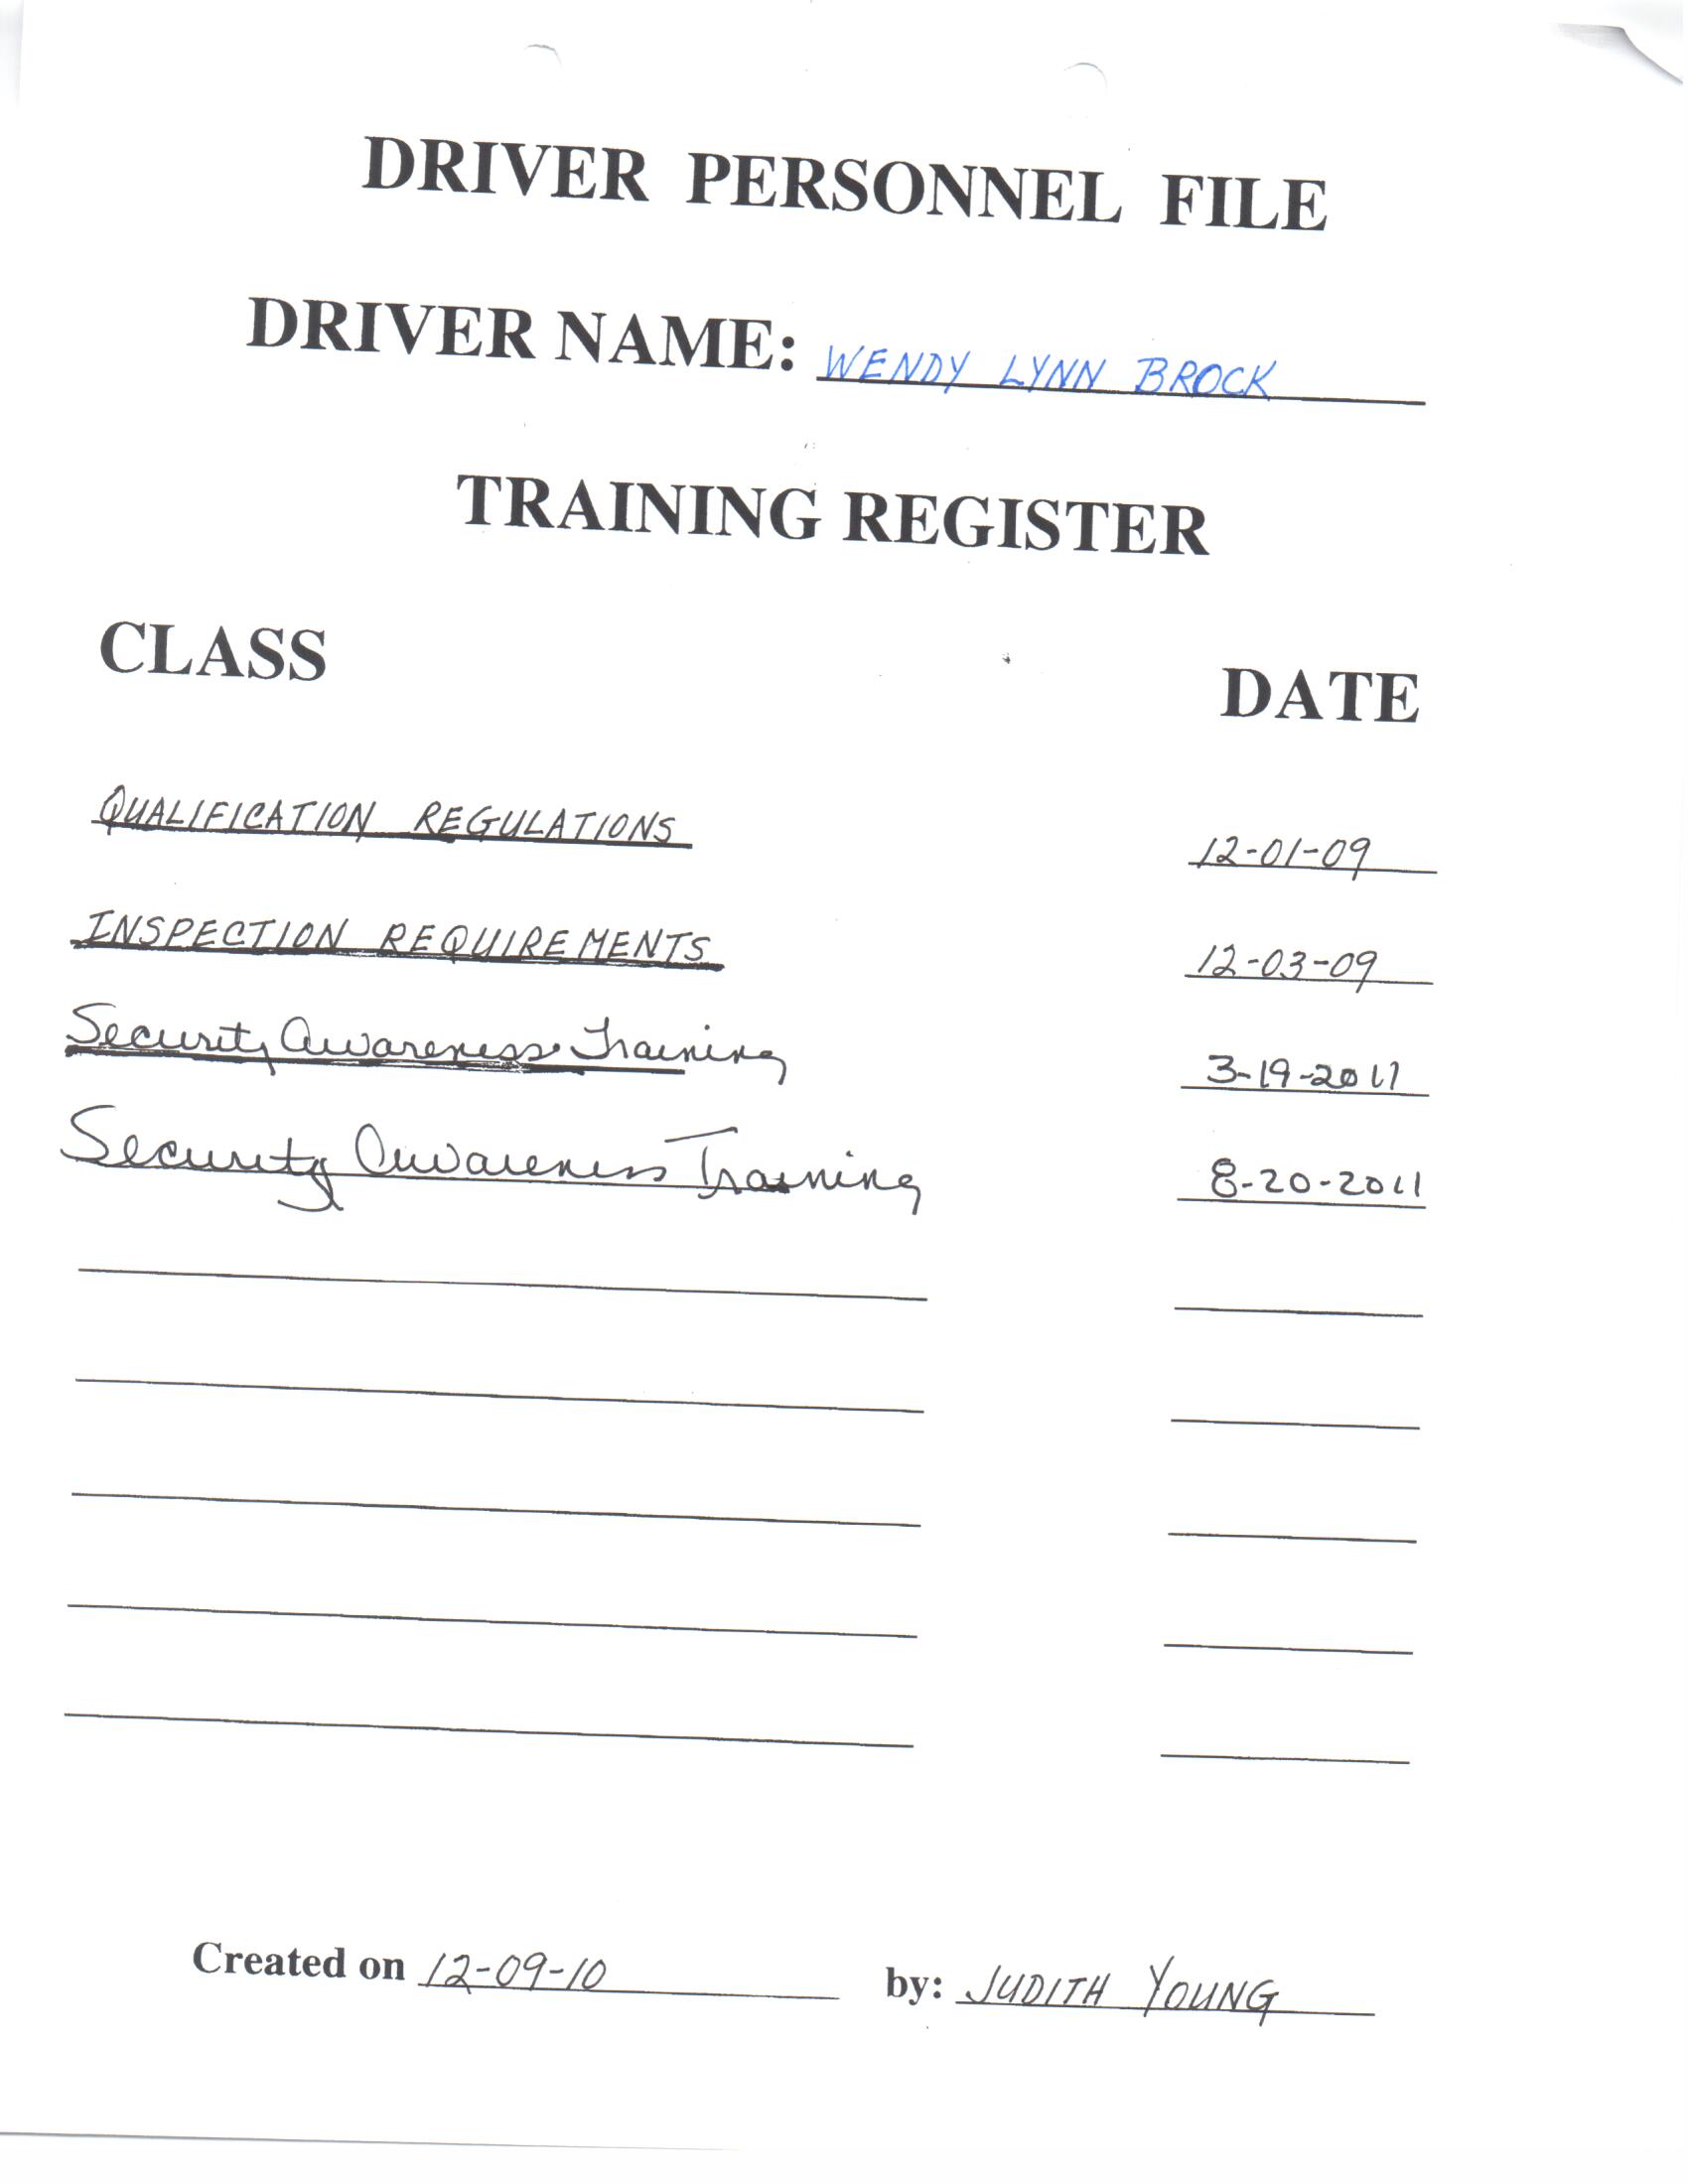 DRIVER PERSONNEL FILE
DRIVER NAME: WENDY LYNN BROCK
TRAINING REGISTER
CLASS DATE
QUALIFICATION REGULATIONS 12-01-09
INSPECTION REQUIREMENTS 12-03-09
Security Awareness Training 3-19-2011
Security Awareness Training 8-20-2011
Created on 12-09-10 by: JUDITH YOUNG